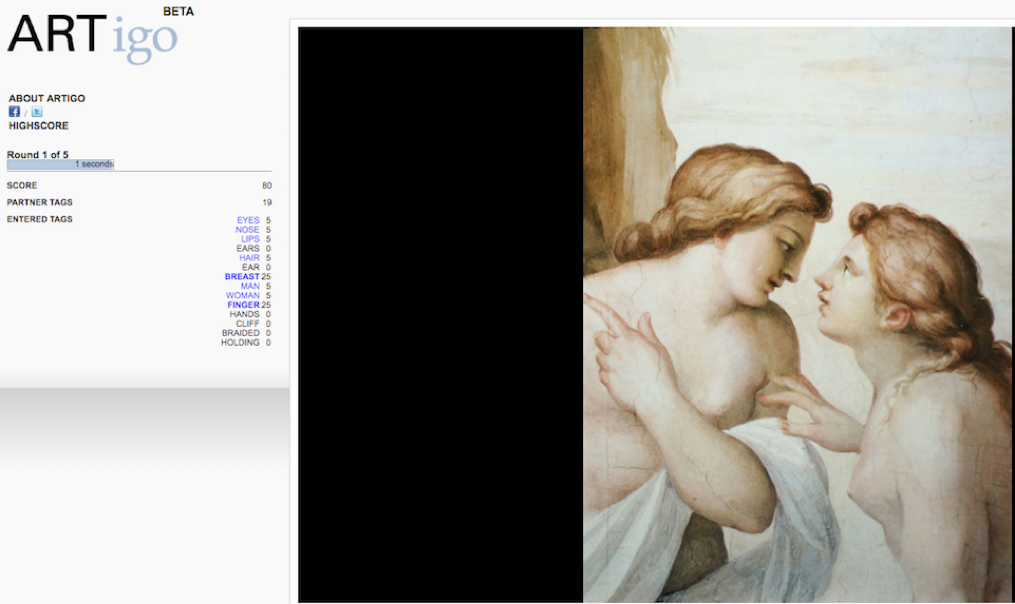 BETA
ARTigo
ABOUT ARTIGO
f / t
HIGHSCORE
Round 1 of 5
1 seconds
SCORE 80
PARTNER TAGS 19
ENTERED TAGS
EYES 5
NOSE 5
LIPS 5
EARS 0
HAIR 5
EAR 0
BREAST 25
MAN 5
WOMAN 5
FINGER 25
HANDS 0
CLIFF 0
BRAIDED 0
HOLDING 0